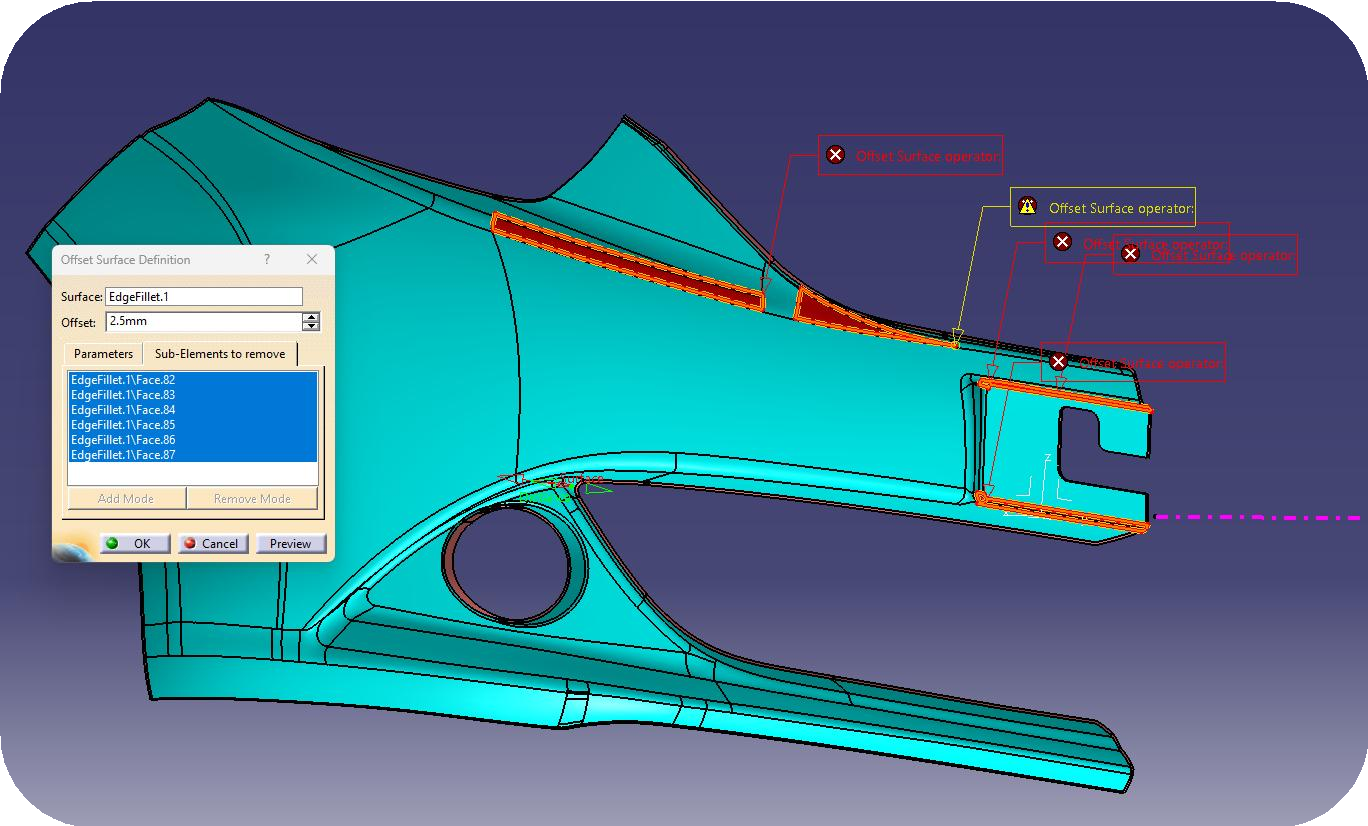 Offset Surface operator:
Offset Surface operator:
Offset Surface operator:
Offset Surface operator:
Offset Surface operator:
Offset Surface Definition ?
Surface: EdgeFillet.1
Offset: 2.5mm
Parameters Sub-Elements to remove
EdgeFillet.1\Face.82
EdgeFillet.1\Face.83
EdgeFillet.1\Face.84
EdgeFillet.1\Face.85
EdgeFillet.1\Face.86
EdgeFillet.1\Face.87
Add Mode Remove Mode
OK Cancel Preview
z
x